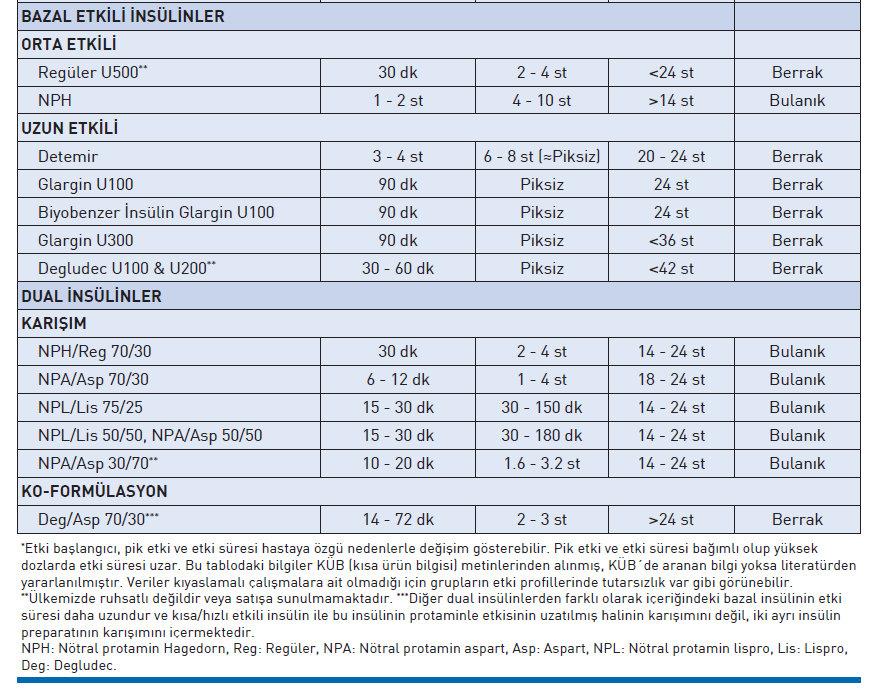 BAZAL ETKİLİ İNSÜLİNLER
ORTA ETKİLİ
Regüler U500** 30 dk 2 - 4 st <24 st Berrak
NPH 1 - 2 st 4 - 10 st >14 st Bulanık
UZUN ETKİLİ
Detemir 3 - 4 st 6 - 8 st (≈Piksiz) 20 - 24 st Berrak
Glargin U100 90 dk Piksiz 24 st Berrak
Biyobenzer İnsülin Glargin U100 90 dk Piksiz 24 st Berrak
Glargin U300 90 dk Piksiz <36 st Berrak
Degludec U100 & U200** 30 - 60 dk Piksiz <42 st Berrak
DUAL İNSÜLİNLER
KARIŞIM
NPH/Reg 70/30 30 dk 2 - 4 st 14 - 24 st Bulanık
NPA/Asp 70/30 6 - 12 dk 1 - 4 st 18 - 24 st Bulanık
NPL/Lis 75/25 15 - 30 dk 30 - 150 dk 14 - 24 st Bulanık
NPL/Lis 50/50, NPA/Asp 50/50 15 - 30 dk 30 - 180 dk 14 - 24 st Bulanık
NPA/Asp 30/70** 10 - 20 dk 1.6 - 3.2 st 14 - 24 st Bulanık
KO-FORMÜLASYON
Deg/Asp 70/30*** 14 - 72 dk 2 - 3 st >24 st Berrak
*Etki başlangıcı, pik etki ve etki süresi hastaya özgü nedenlerle değişim gösterebilir. Pik etki ve etki süresi bağımlı olup yüksek
dozlarda etki süresi uzar. Bu tablodaki bilgiler KÜB (kısa ürün bilgisi) metinlerinden alınmış, KÜB´de aranan bilgi yoksa literatürden
yararlanılmıştır. Veriler kıyaslamalı çalışmalara ait olmadığı için grupların etki profillerinde tutarsızlık var gibi görünebilir.
**Ülkemizde ruhsatlı değildir veya satışa sunulmamaktadır. ***Diğer dual insülinlerden farklı olarak içeriğindeki bazal insülinin etki
süresi daha uzundur ve kısa/hızlı etkili insülin ile bu insülinin protaminle etkisinin uzatılmış halinin karışımını değil, iki ayrı insülin
preparatının karışımını içermektedir.
NPH: Nötral protamin Hagedorn, Reg: Regüler, NPA: Nötral protamin aspart, Asp: Aspart, NPL: Nötral protamin lispro, Lis: Lispro,
Deg: Degludec.